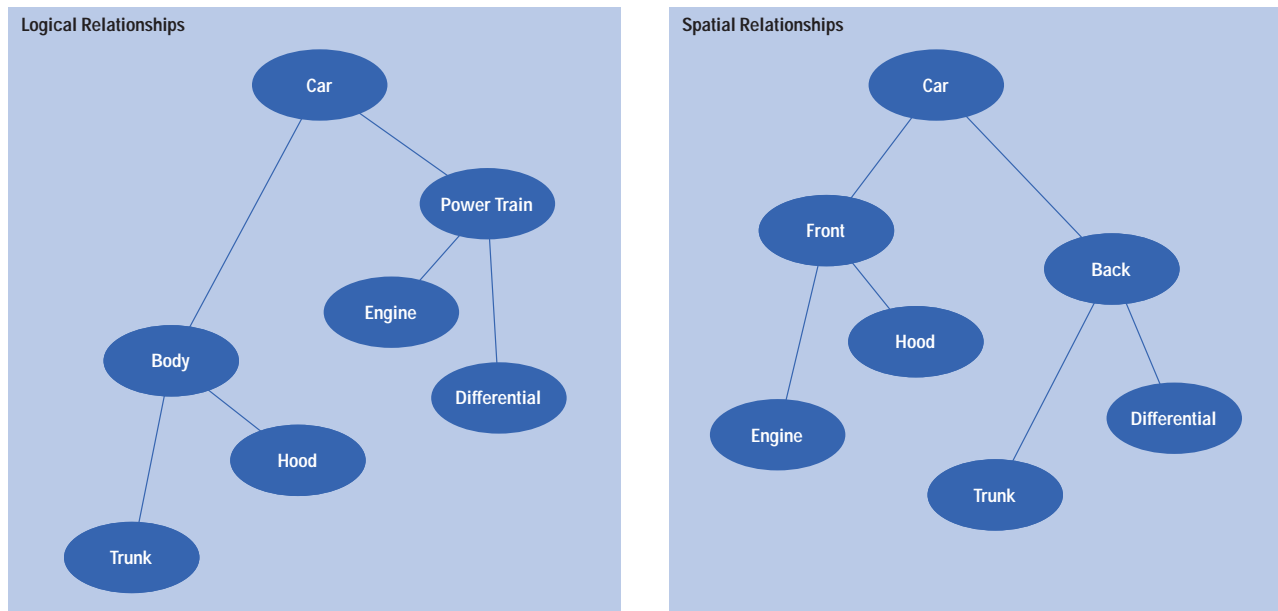 Logical Relationships
Car
Power Train
Engine
Body
Differential
Hood
Trunk
Spatial Relationships
Car
Front
Back
Hood
Differential
Engine
Trunk